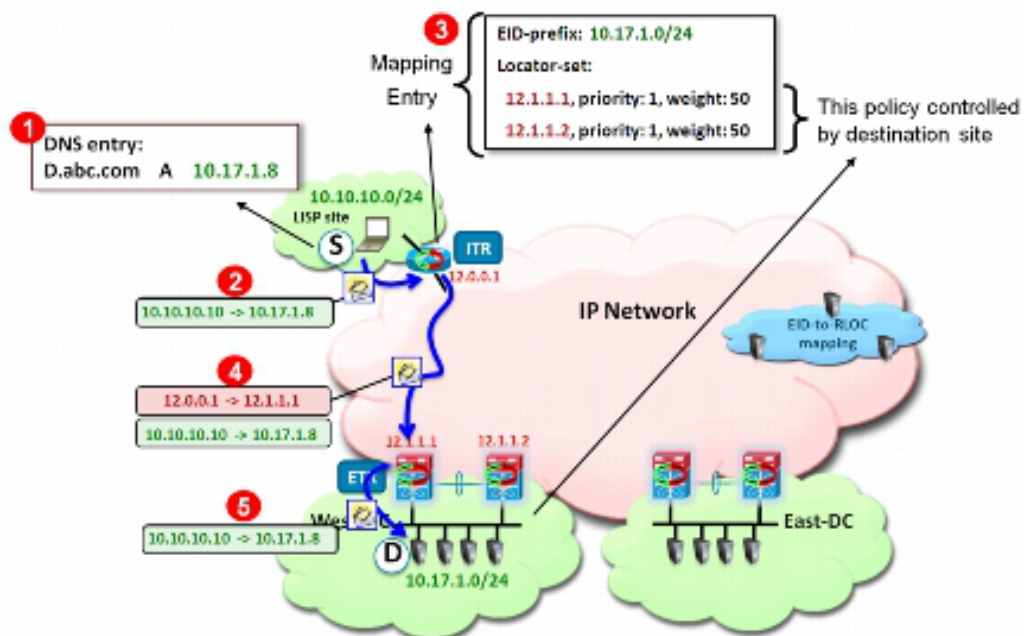 3
EID-prefix: 10.17.1.0/24
Mapping
Entry
Locator-set:
12.1.1.1, priority: 1, weight: 50
12.1.1.2, priority: 1, weight: 50
This policy controlled
by destination site
1
DNS entry:
D.abc.com A 10.17.1.8
10.10.10.0/24
LISP site
S
ITR
12.0.0.1
2
10.10.10.10 -> 10.17.1.8
IP Network
EID-to-RLOC
mapping
4
12.0.0.1 -> 12.1.1.1
10.10.10.10 -> 10.17.1.8
12.1.1.1
12.1.1.2
5
10.10.10.10 -> 10.17.1.8
D
10.17.1.0/24
East-DC